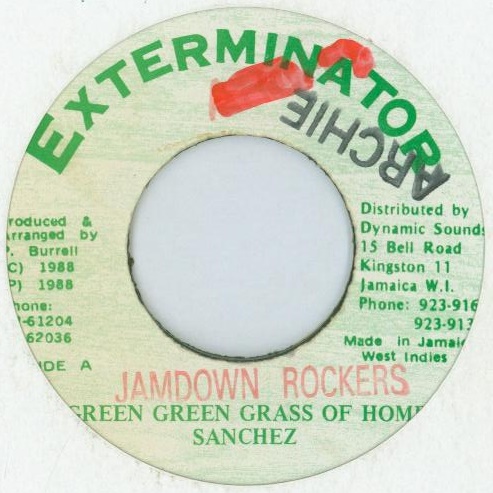 EXTERMINATOR
ARCHIE
roduced &
rranged by
P. Burrell
C) 1988
P) 1988
hone:
-61204
62036
IDE A
Distributed by
Dynamic Sounds
15 Bell Road
Kingston 11
Jamaica W.I.
Phone: 923-916
923-913
Made in Jamaic
West Indies
JAMDOWN ROCKERS
GREEN GREEN GRASS OF HOME
SANCHEZ